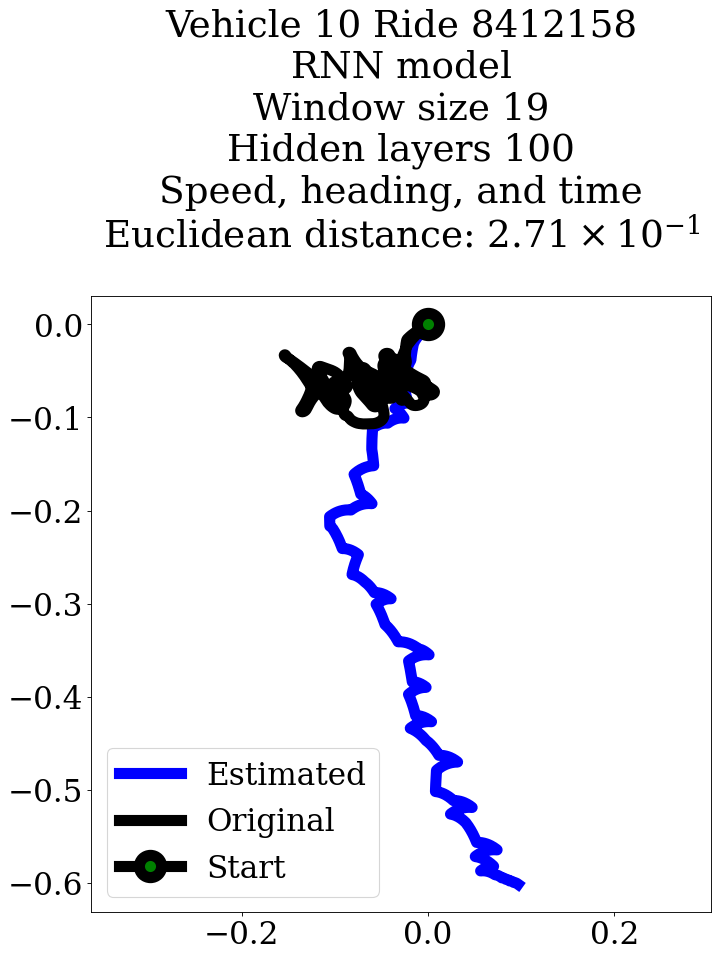 Vehicle 10 Ride 8412158
RNN model
Window size 19
Hidden layers 100
Speed, heading, and time
Euclidean distance: 2.71 × 10⁻¹
0.0
−0.1
−0.2
−0.3
−0.4
−0.5
−0.6
Estimated
Original
Start
−0.2 0.0 0.2